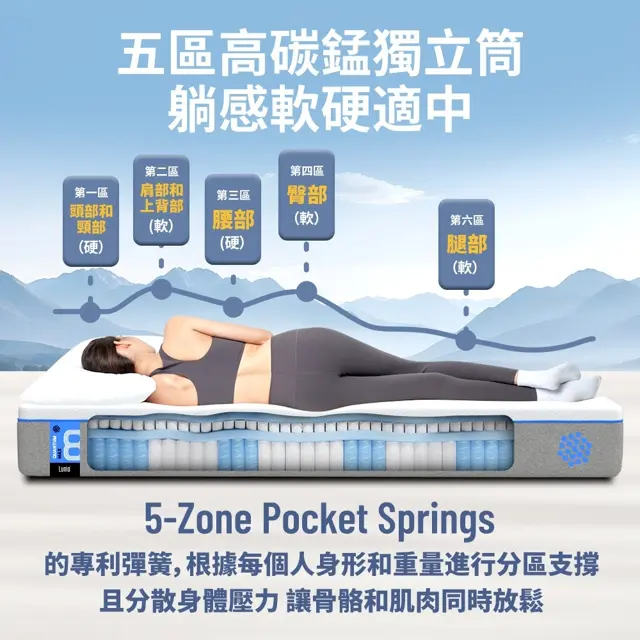 五區高碳錳獨立筒
躺感軟硬適中
第一區
頭部和
頸部
(硬)
第二區
肩部和
上背部
(軟)
第三區
腰部
(硬)
第四區
臀部
(軟)
第六區
腿部
(軟)
Lunio
5-Zone Pocket Springs
的專利彈簧,根據每個人身形和重量進行分區支撐
且分散身體壓力 讓骨骼和肌肉同時放鬆